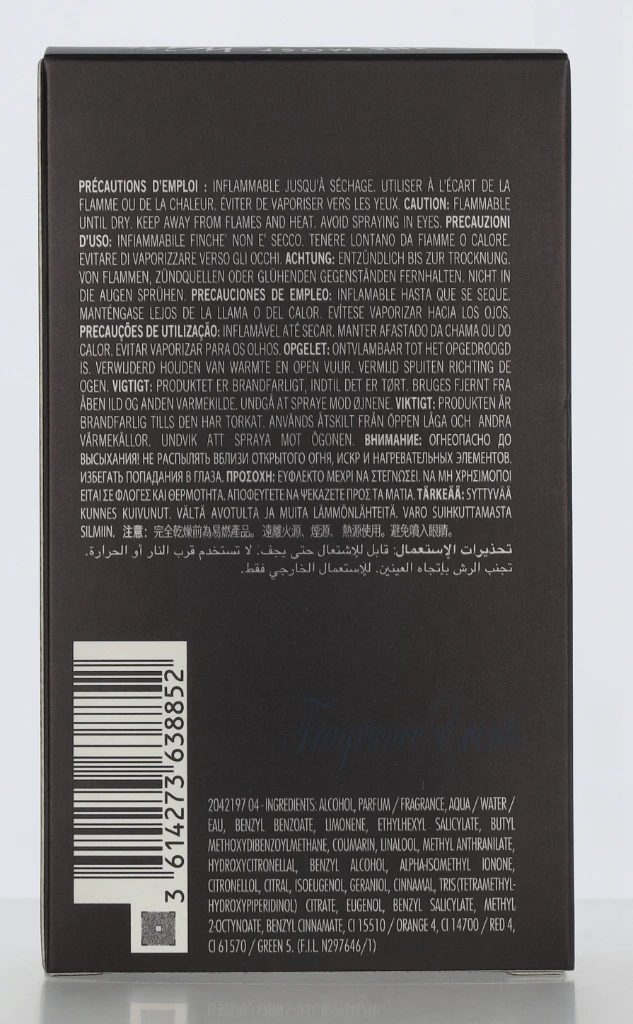 MOST
PRÉCAUTIONS D'EMPLOI : INFLAMMABLE JUSQU'À SÉCHAGE. UTILISER À L'ÉCART DE LA
FLAMME OU DE LA CHALEUR. ÉVITER DE VAPORISER VERS LES YEUX. CAUTION: FLAMMABLE
UNTIL DRY. KEEP AWAY FROM FLAMES AND HEAT. AVOID SPRAYING IN EYES. PRECAUZIONI
D'USO: INFIAMMABILE FINCHE' NON E' SECCO. TENERE LONTANO DA FIAMME O CALORE.
EVITARE DI VAPORIZZARE VERSO GLI OCCHI. ACHTUNG: ENTZÜNDLICH BIS ZUR TROCKNUNG.
VON FLAMMEN, ZÜNDQUELLEN ODER GLÜHENDEN GEGENSTÄNDEN FERNHALTEN. NICHT IN
DIE AUGEN SPRÜHEN. PRECAUCIONES DE EMPLEO: INFLAMABLE HASTA QUE SE SEQUE.
MANTÉNGASE LEJOS DE LA LLAMA O DEL CALOR. EVÍTESE VAPORIZAR HACIA LOS OJOS.
PRECAUÇÕES DE UTILIZAÇÃO: INFLAMÁVEL ATÉ SECAR. MANTER AFASTADO DA CHAMA OU DO
CALOR. EVITAR VAPORIZAR PARA OS OLHOS. OPGELET: ONTVLAMBAAR TOT HET OPGEDROOGD
IS. VERWIJDERD HOUDEN VAN WARMTE EN OPEN VUUR. VERMIJD SPUITEN RICHTING DE
OGEN. VIGTIGT: PRODUKTET ER BRANDFARLIGT, INDTIL DET ER TØRT. BRUGES FJERNT FRA
ÅBEN ILD OG ANDEN VARMEKILDE. UNDGÅ AT SPRAYE MOD ØJNENE. VIKTIGT: PRODUKTEN ÄR
BRANDFARLIG TILLS DEN HAR TORKAT. ANVÄNDS ÅTSKILT FRÅN ÖPPEN LÅGA OCH ANDRA
VÄRMEKÄLLOR. UNDVIK ATT SPRAYA MOT ÖGONEN. ВНИМАНИЕ: ОГНЕОПАСНО ДО
ВЫСЫХАНИЯ! НЕ РАСПЫЛЯТЬ ВБЛИЗИ ОТКРЫТОГО ОГНЯ, ИСКР И НАГРЕВАТЕЛЬНЫХ ЭЛЕМЕНТОВ.
ИЗБЕГАТЬ ПОПАДАНИЯ В ГЛАЗА. ΠΡΟΣΟΧΗ: ΕΥΦΛΕΚΤΟ ΜΕΧΡΙ ΝΑ ΣΤΕΓΝΩΣΕΙ. ΝΑ ΜΗ ΧΡΗΣΙΜΟΠΟΙ
ΕΙΤΑΙ ΣΕ ΦΛΟΓΕΣ ΚΑΙ ΘΕΡΜΟΤΗΤΑ. ΑΠΟΦΕΥΓΕΤΕ ΝΑ ΨΕΚΑΖΕΤΕ ΠΡΟΣ ΤΑ ΜΑΤΙΑ. TÄRKEÄÄ: SYTTYVÄÄ
KUNNES KUIVUNUT. VÄLTÄ AVOTULTA JA MUITA LÄMMÖNLÄHTEITÄ. VARO SUIHKUTTAMASTA
SILMIIN. 注意: 完全乾燥前為易燃產品。遠離火源、煙源、熱源使用。避免噴入眼睛。
تحذيرات الإستعمال: قابل للإشتعال حتى يجف. لا تستخدم قرب النار أو الحرارة.
تجنب الرش بإتجاه العينين. للإستعمال الخارجي فقط.
Fragrance
3 614273 638852
2042197 04 - INGREDIENTS: ALCOHOL, PARFUM / FRAGRANCE, AQUA / WATER /
EAU, BENZYL BENZOATE, LIMONENE, ETHYLHEXYL SALICYLATE, BUTYL
METHOXYDIBENZOYLMETHANE, COUMARIN, LINALOOL, METHYL ANTHRANILATE,
HYDROXYCITRONELLAL, BENZYL ALCOHOL, ALPHA-ISOMETHYL IONONE,
CITRONELLOL, CITRAL, ISOEUGENOL, GERANIOL, CINNAMAL, TRIS(TETRAMETHYL-
HYDROXYPIPERIDINOL) CITRATE, EUGENOL, BENZYL SALICYLATE, METHYL
2-OCTYNOATE, BENZYL CINNAMATE, CI 15510 / ORANGE 4, CI 14700 / RED 4,
CI 61570 / GREEN 5. (F.I.L. N297646/1)